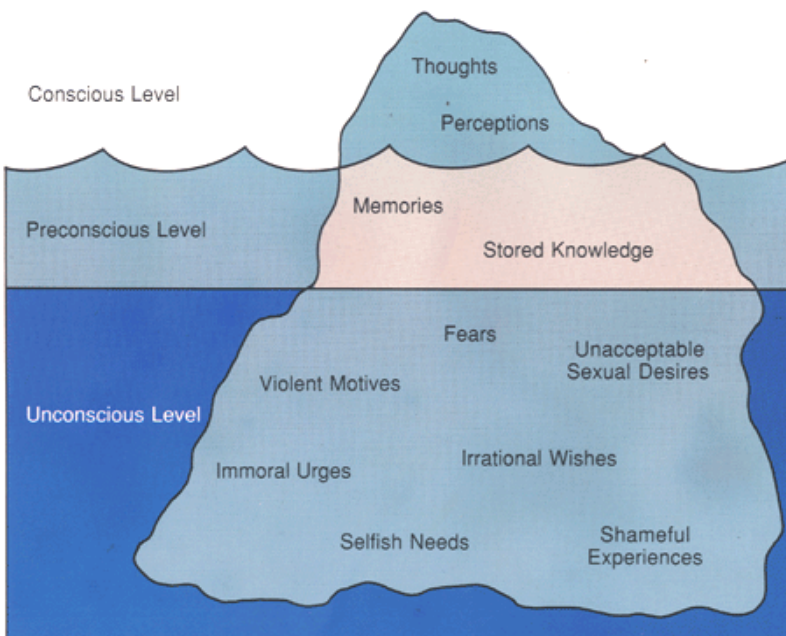 Thoughts
Conscious Level
Perceptions
Memories
Preconscious Level
Stored Knowledge
Fears
Unacceptable
Sexual Desires
Violent Motives
Unconscious Level
Irrational Wishes
Immoral Urges
Selfish Needs
Shameful
Experiences